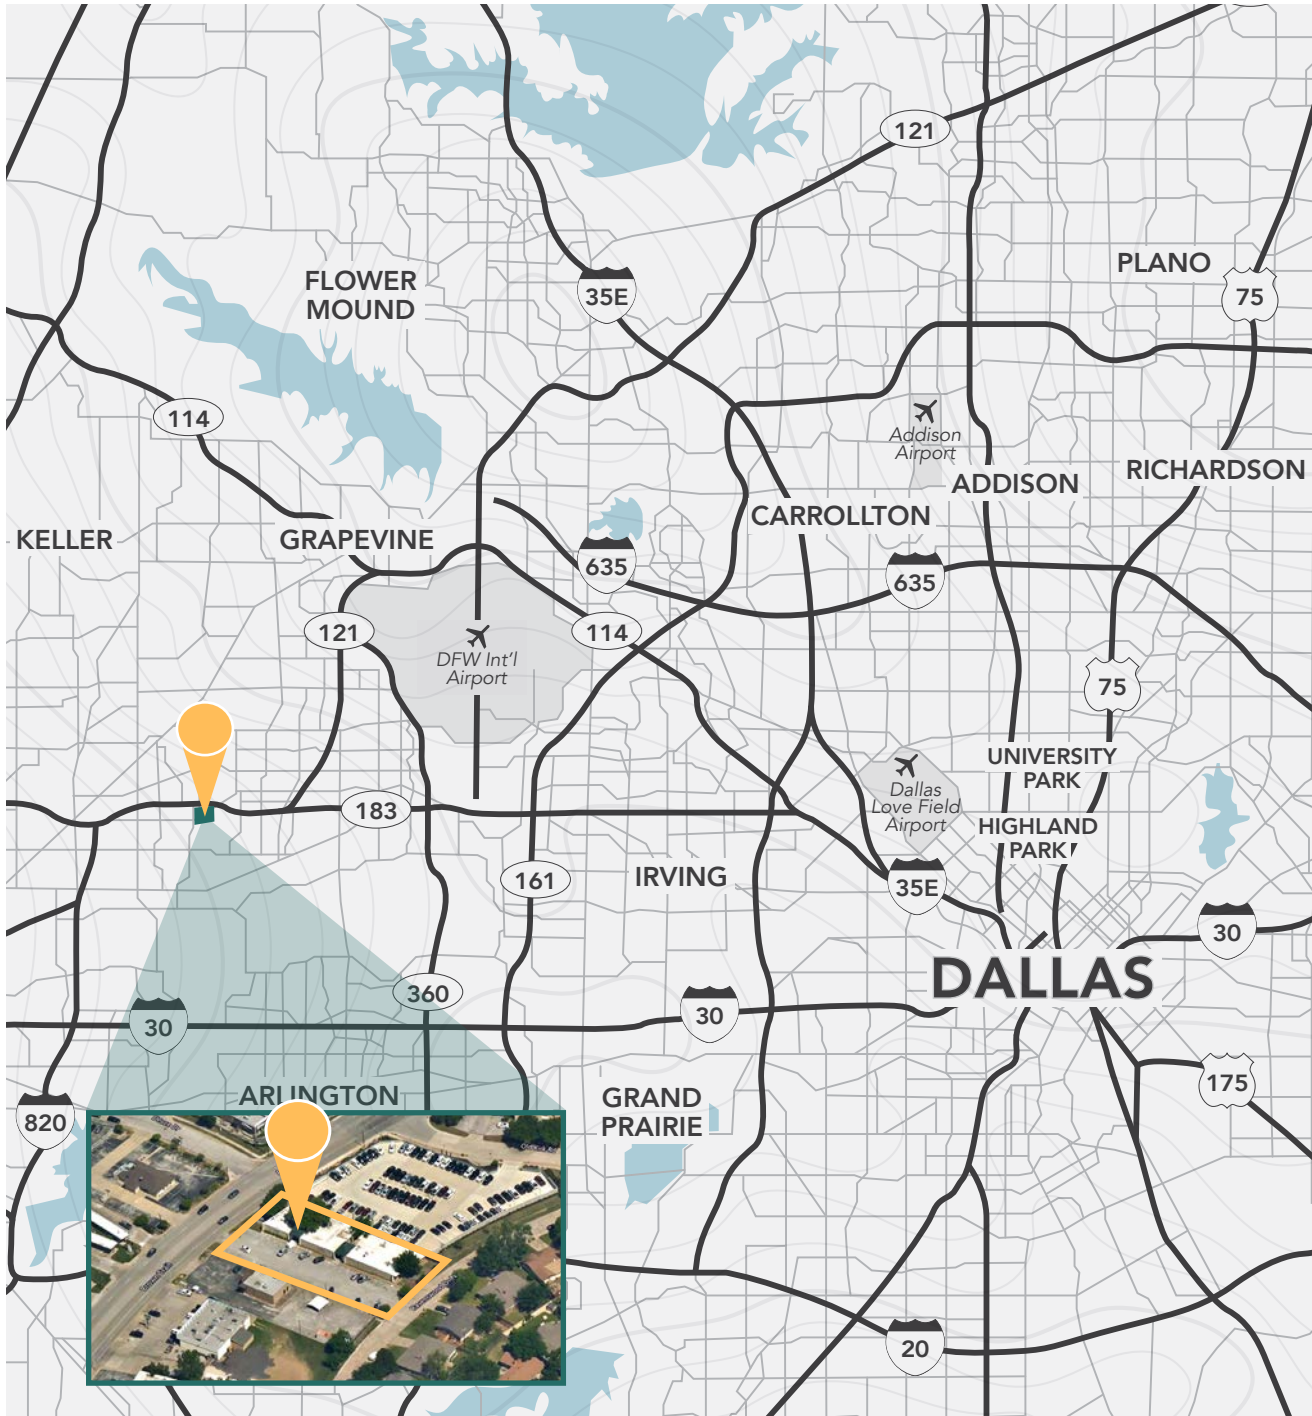 121
PLANO
FLOWER
MOUND
35E
75
114
Addison
Airport
RICHARDSON
ADDISON
CARROLLTON
KELLER
GRAPEVINE
635
635
121
114
DFW Int'l
Airport
75
UNIVERSITY
PARK
Dallas
Love Field
Airport
183
HIGHLAND
PARK
161
IRVING
35E
30
DALLAS
360
30
30
175
ARLINGTON
GRAND
PRAIRIE
820
20